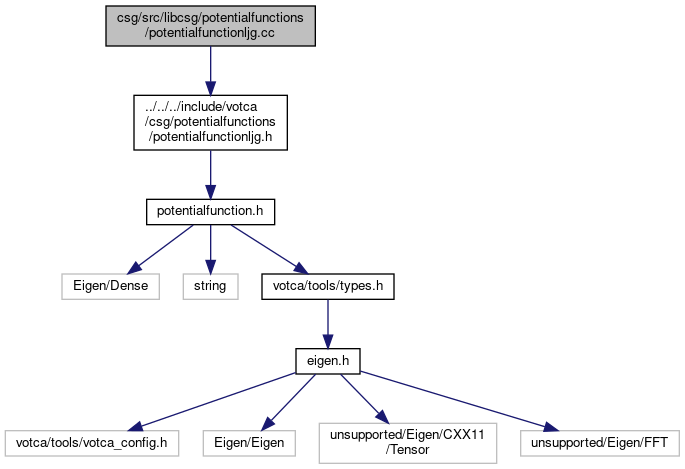 csg/src/libcsg/potentialfunctions
/potentialfunctionljg.cc
../../../include/votca
/csg/potentialfunctions
/potentialfunctionljg.h
potentialfunction.h
Eigen/Dense
string
votca/tools/types.h
eigen.h
votca/tools/votca_config.h
Eigen/Eigen
unsupported/Eigen/CXX11
/Tensor
unsupported/Eigen/FFT